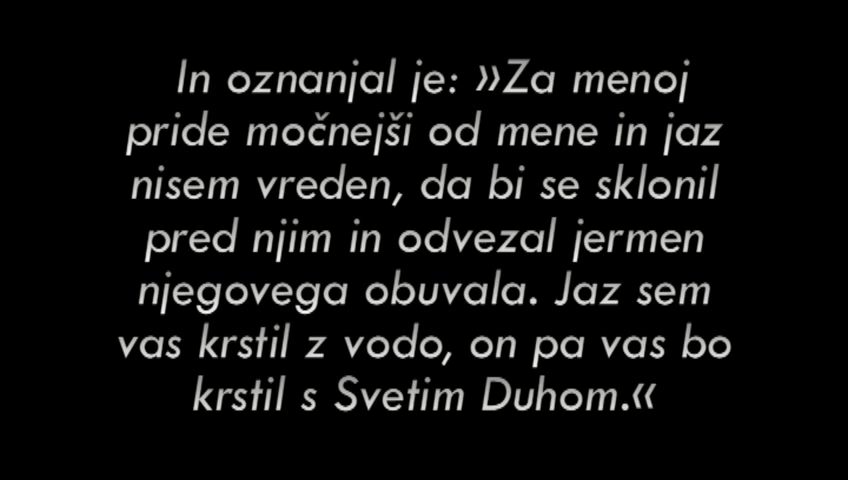 In oznanjal je: »Za menoj
pride močnejši od mene in jaz
nisem vreden, da bi se sklonil
pred njim in odvezal jermen
njegovega obuvala. Jaz sem
vas krstil z vodo, on pa vas bo
krstil s Svetim Duhom.«